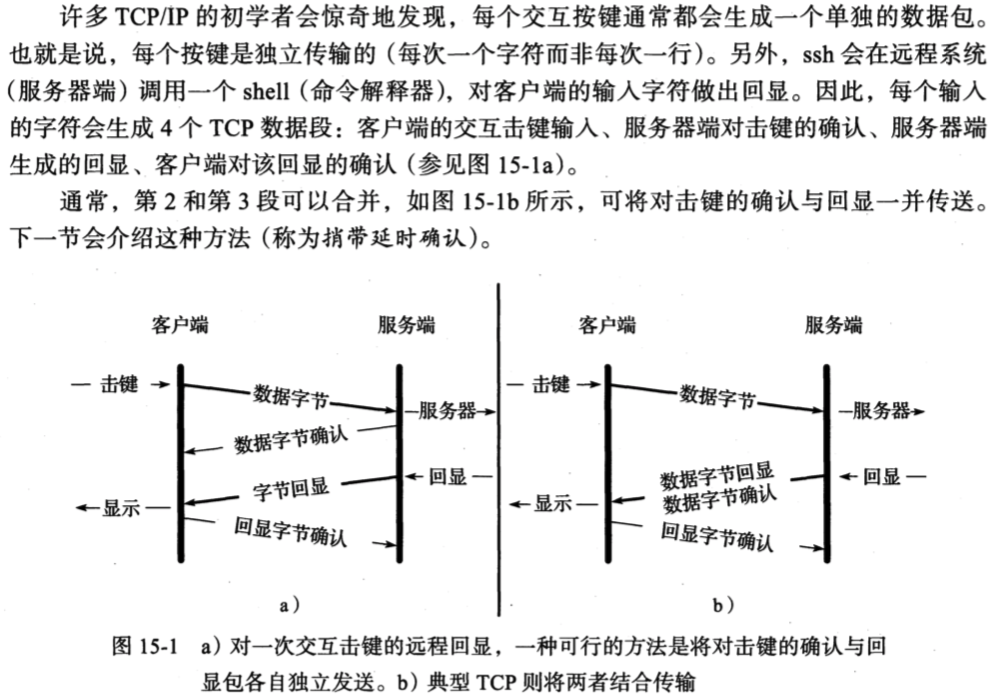 许多 TCP/IP 的初学者会惊奇地发现，每个交互按键通常都会生成一个单独的数据包。
也就是说，每个按键是独立传输的（每次一个字符而非每次一行）。另外，ssh 会在远程系统
（服务器端）调用一个 shell（命令解释器），对客户端的输入字符做出回显。因此，每个输入
的字符会生成 4 个 TCP 数据段：客户端的交互击键输入、服务器端对击键的确认、服务器端
生成的回显、客户端对该回显的确认（参见图 15-1a）。
通常，第 2 和第 3 段可以合并，如图 15-1b 所示，可将对击键的确认与回显一并传送。
下一节会介绍这种方法（称为捎带延时确认）。
客户端
服务端
击键
数据字节
服务器
数据字节确认
字节回显
回显
显示
回显字节确认
a）
客户端
服务端
击键
数据字节
服务器
数据字节回显
数据字节确认
回显
显示
回显字节确认
b）
图 15-1 a）对一次交互击键的远程回显，一种可行的方法是将对击键的确认与回
显包各自独立发送。b）典型 TCP 则将两者结合传输